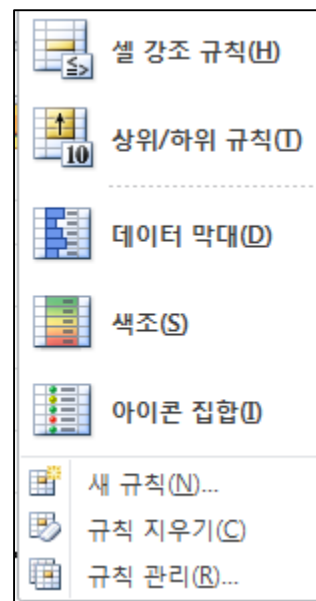 셀 강조 규칙(H)
상위/하위 규칙(T)
10
데이터 막대(D)
색조(S)
아이콘 집합(I)
새 규칙(N)...
규칙 지우기(C)
규칙 관리(R)...